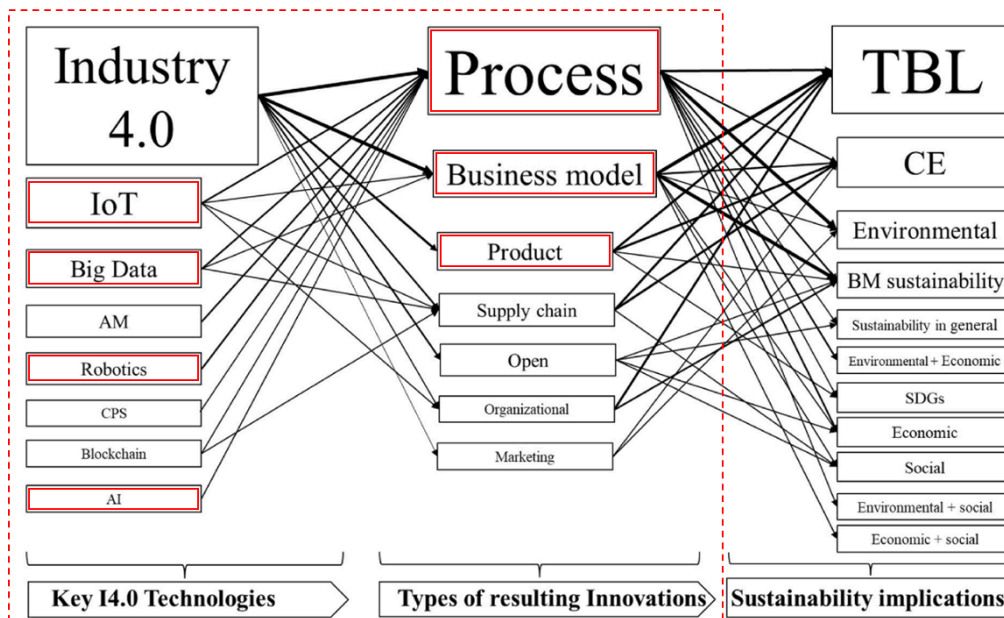 Industry
4.0
IoT
Big Data
AM
Robotics
CPS
Blockchain
AI
Key I4.0 Technologies
Process
Business model
Product
Supply chain
Open
Organizational
Marketing
Types of resulting Innovations
TBL
CE
Environmental
BM sustainability
Sustainability in general
Environmental + Economic
SDGs
Economic
Social
Environmental + social
Economic + social
Sustainability implications